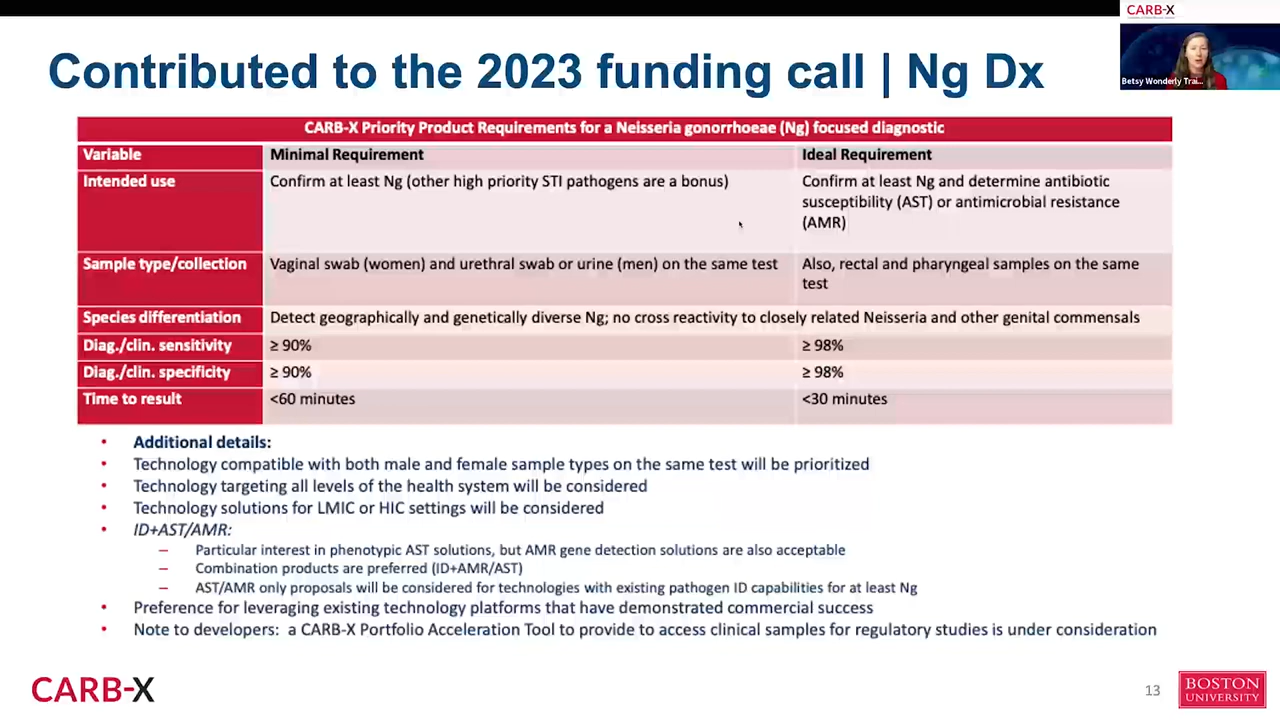 CARB-X
Betsy Wonderly Trai...
Contributed to the 2023 funding call | Ng Dx
CARB-X Priority Product Requirements for a Neisseria gonorrhoeae (Ng) focused diagnostic
Variable Minimal Requirement Ideal Requirement
Intended use Confirm at least Ng (other high priority STI pathogens are a bonus) Confirm at least Ng and determine antibiotic
susceptibility (AST) or antimicrobial resistance
(AMR)
Sample type/collection Vaginal swab (women) and urethral swab or urine (men) on the same test Also, rectal and pharyngeal samples on the same
test
Species differentiation Detect geographically and genetically diverse Ng; no cross reactivity to closely related Neisseria and other genital commensals
Diag./clin. sensitivity ≥ 90% ≥ 98%
Diag./clin. specificity ≥ 90% ≥ 98%
Time to result <60 minutes <30 minutes
• Additional details:
• Technology compatible with both male and female sample types on the same test will be prioritized
• Technology targeting all levels of the health system will be considered
• Technology solutions for LMIC or HIC settings will be considered
• ID+AST/AMR:
– Particular interest in phenotypic AST solutions, but AMR gene detection solutions are also acceptable
– Combination products are preferred (ID+AMR/AST)
– AST/AMR only proposals will be considered for technologies with existing pathogen ID capabilities for at least Ng
• Preference for leveraging existing technology platforms that have demonstrated commercial success
• Note to developers: a CARB-X Portfolio Acceleration Tool to provide to access clinical samples for regulatory studies is under consideration
CARB-X
13
BOSTON
UNIVERSITY